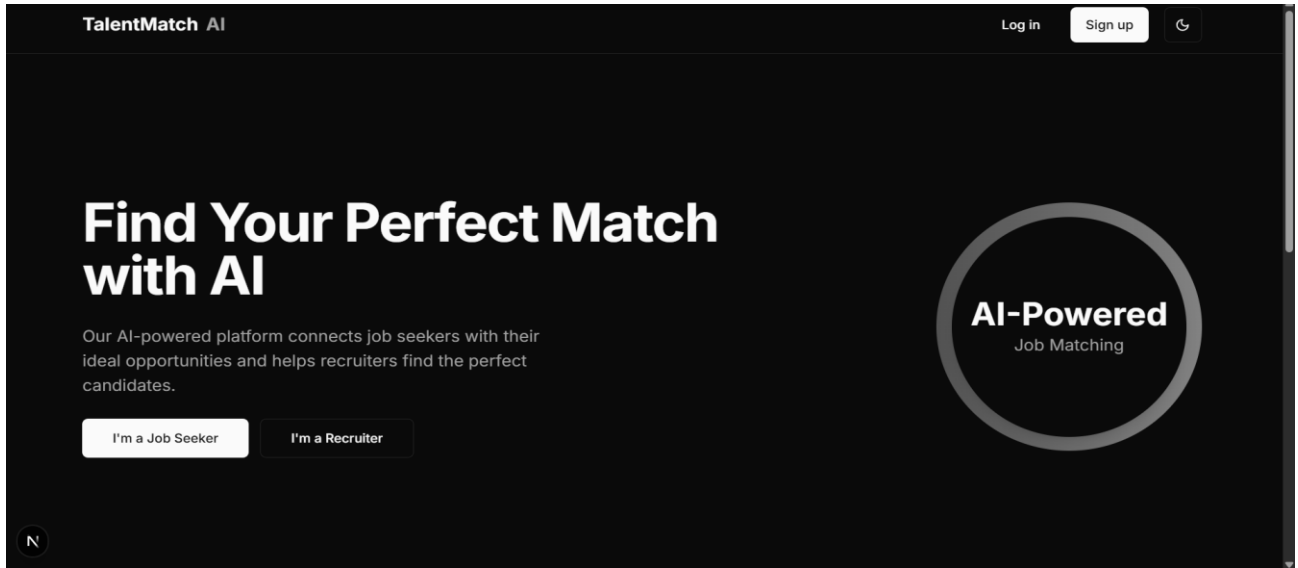 TalentMatch AI
Log in
Sign up
Find Your Perfect Match
with AI
Our AI-powered platform connects job seekers with their
ideal opportunities and helps recruiters find the perfect
candidates.
I'm a Job Seeker
I'm a Recruiter
AI-Powered
Job Matching
N